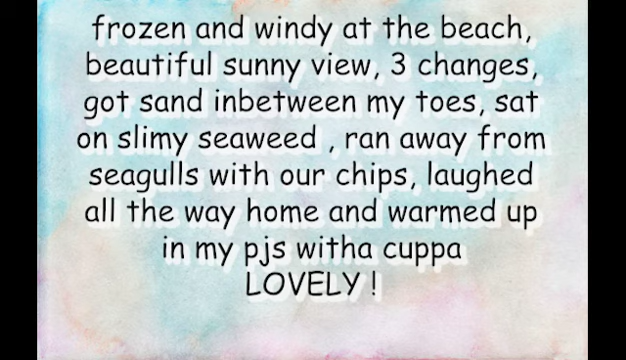 frozen and windy at the beach,
beautiful sunny view, 3 changes,
got sand inbetween my toes, sat
on slimy seaweed , ran away from
seagulls with our chips, laughed
all the way home and warmed up
in my pjs witha cuppa
LOVELY !